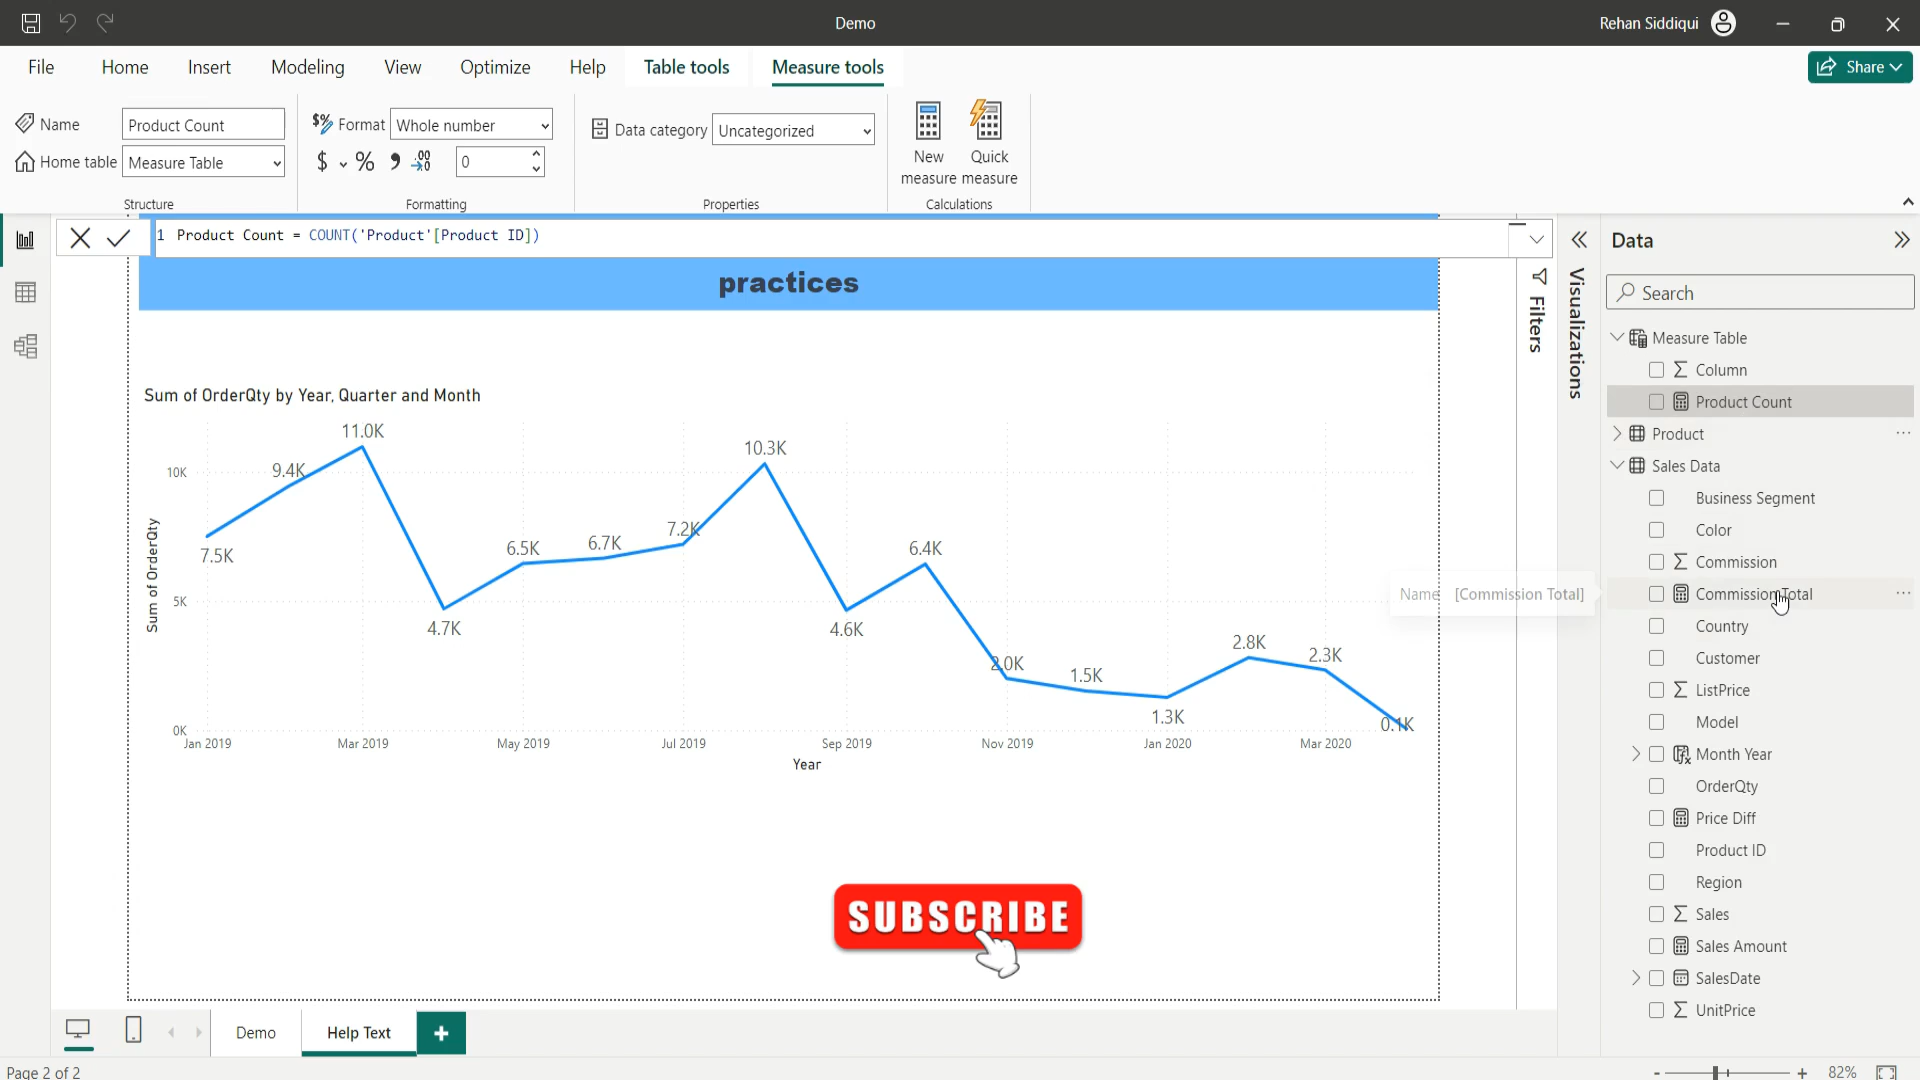 Demo
Rehan Siddiqui
File Home Insert Modeling View Optimize Help Table tools Measure tools
Share
Name Product Count
Home table Measure Table
Structure
$% Format Whole number
$ % , .00 0
Formatting
Data category Uncategorized
Properties
New measure
Quick measure
Calculations
1 Product Count = COUNT('Product'[Product ID])
practices
Sum of OrderQty by Year, Quarter and Month
Sum of OrderQty
10K
5K
0K
7.5K
9.4K
11.0K
4.7K
6.5K
6.7K
7.2K
10.3K
4.6K
6.4K
2.0K
1.5K
1.3K
2.8K
2.3K
0.1K
Jan 2019 Mar 2019 May 2019 Jul 2019 Sep 2019 Nov 2019 Jan 2020 Mar 2020
Year
SUBSCRIBE
Filters
Visualizations
Name [Commission Total]
Data
Search
Measure Table
Column
Product Count
Product
Sales Data
Business Segment
Color
Commission
Commission Total
Country
Customer
ListPrice
Model
Month Year
OrderQty
Price Diff
Product ID
Region
Sales
Sales Amount
SalesDate
UnitPrice
Demo Help Text +
Page 2 of 2
- + 82%